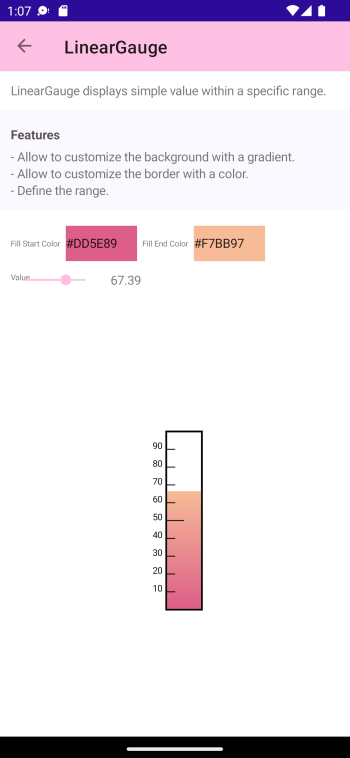 1:07
LinearGauge
LinearGauge displays simple value within a specific range.
Features
- Allow to customize the background with a gradient.
- Allow to customize the border with a color.
- Define the range.
Fill Start Color #DD5E89 Fill End Color #F7BB97
Value 67.39
90
80
70
60
50
40
30
20
10